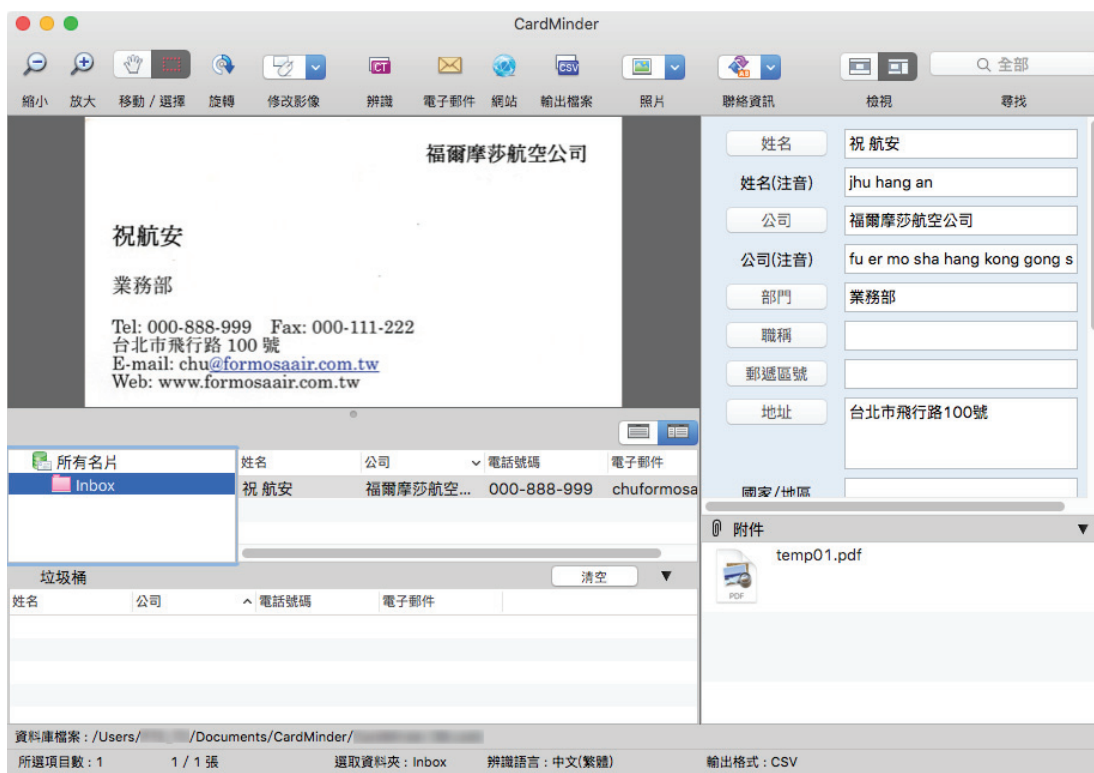 CardMinder
縮小 放大 移動 / 選擇 旋轉 修改影像 辨識 電子郵件 網站 輸出檔案 照片 聯絡資訊 檢視 尋找
CT
CSV
全部
福爾摩莎航空公司
祝航安
業務部
Tel: 000-888-999 Fax: 000-111-222
台北市飛行路 100 號
E-mail: chu@formosaair.com.tw
Web: www.formosaair.com.tw
姓名 祝 航安
姓名(注音) jhu hang an
公司 福爾摩莎航空公司
公司(注音) fu er mo sha hang kong gong s
部門 業務部
職稱
郵遞區號
地址 台北市飛行路100號
國家/地區
所有名片
Inbox
姓名 公司 電話號碼 電子郵件
祝 航安 福爾摩莎航空... 000-888-999 chuformosa
附件
temp01.pdf
PDF
垃圾桶 清空
姓名 公司 電話號碼 電子郵件
資料庫檔案：/Users/ /Documents/CardMinder/
所選項目數：1 1 / 1 張 選取資料夾：Inbox 辨識語言：中文(繁體) 輸出格式：CSV